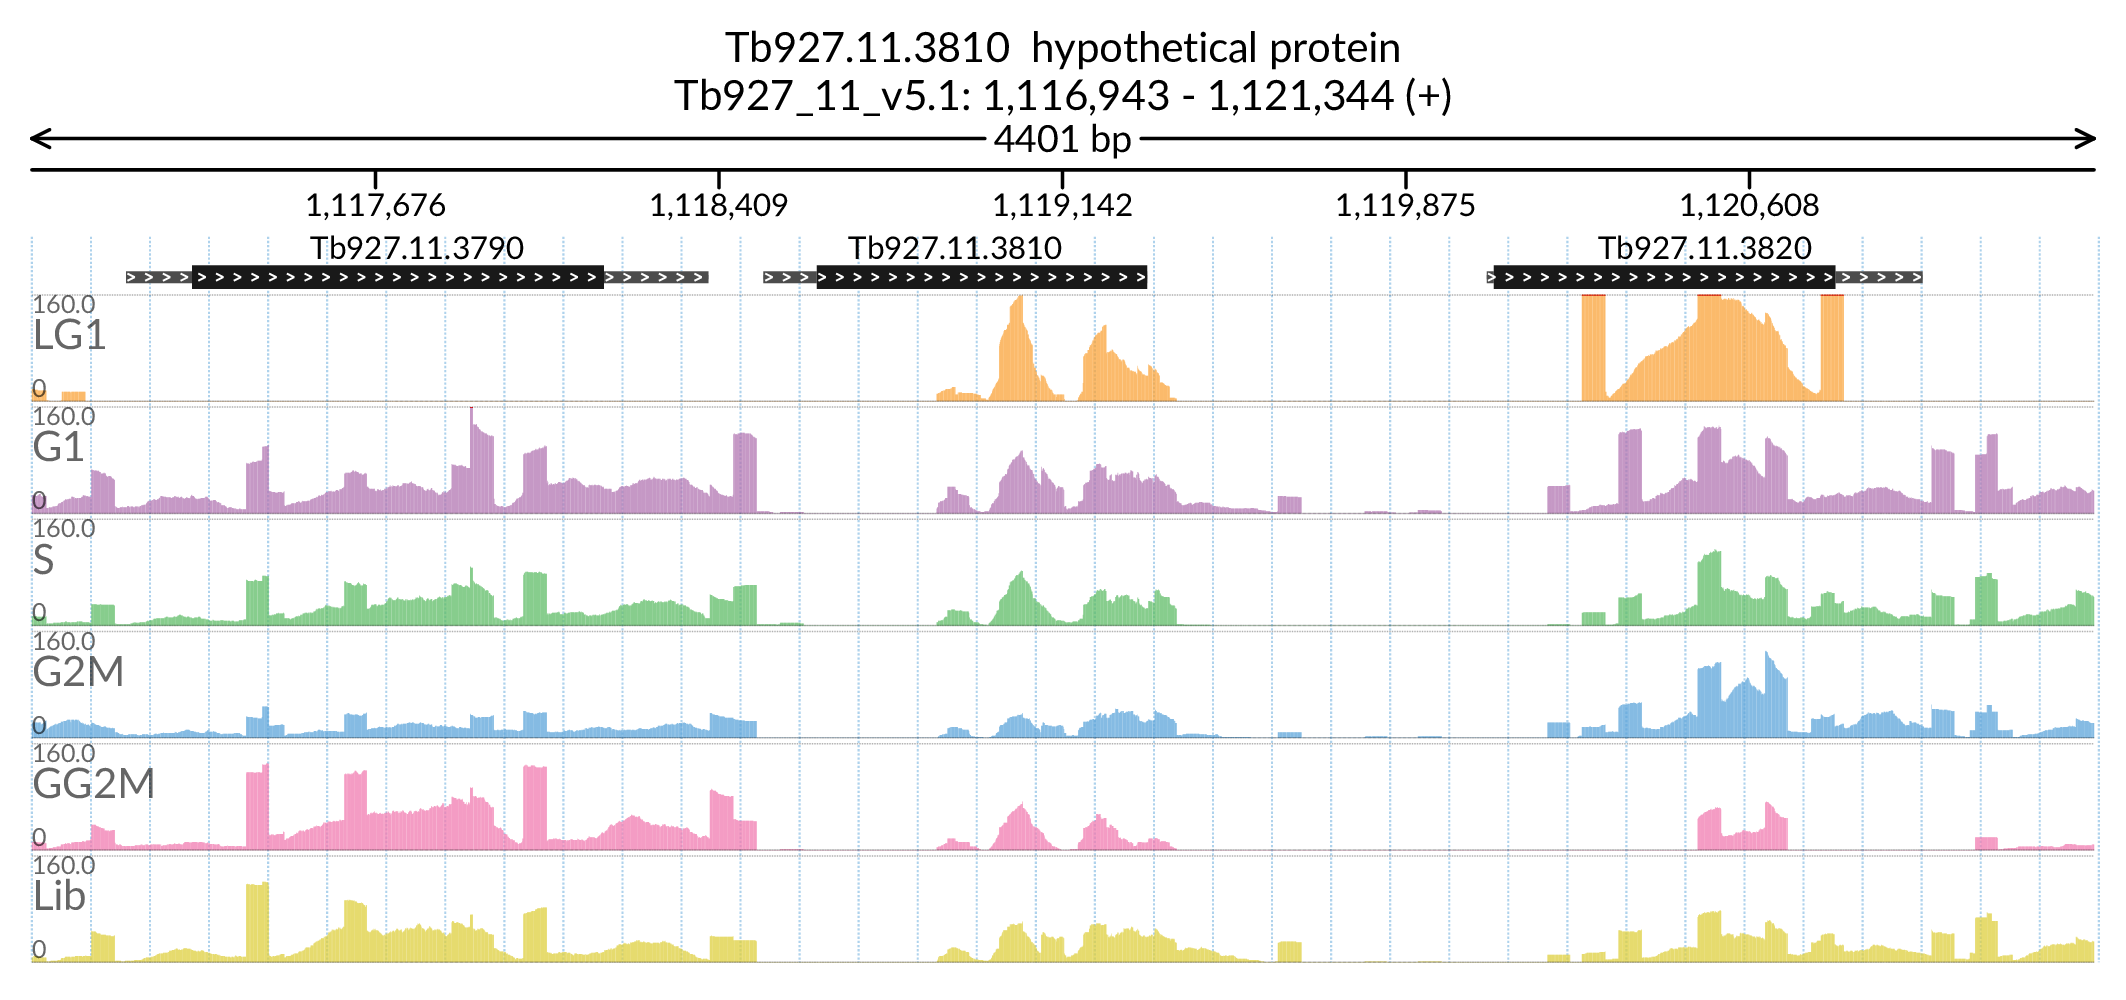 Tb927.11.3810  hypothetical protein
Tb927_11_v5.1: 1,116,943 - 1,121,344 (+)
4401 bp
1,117,676 1,118,409 1,119,142 1,119,875 1,120,608
Tb927.11.3790 Tb927.11.3810 Tb927.11.3820
160.0
LG1
0
160.0
G1
0
160.0
S
0
160.0
G2M
0
160.0
GG2M
0
160.0
Lib
0